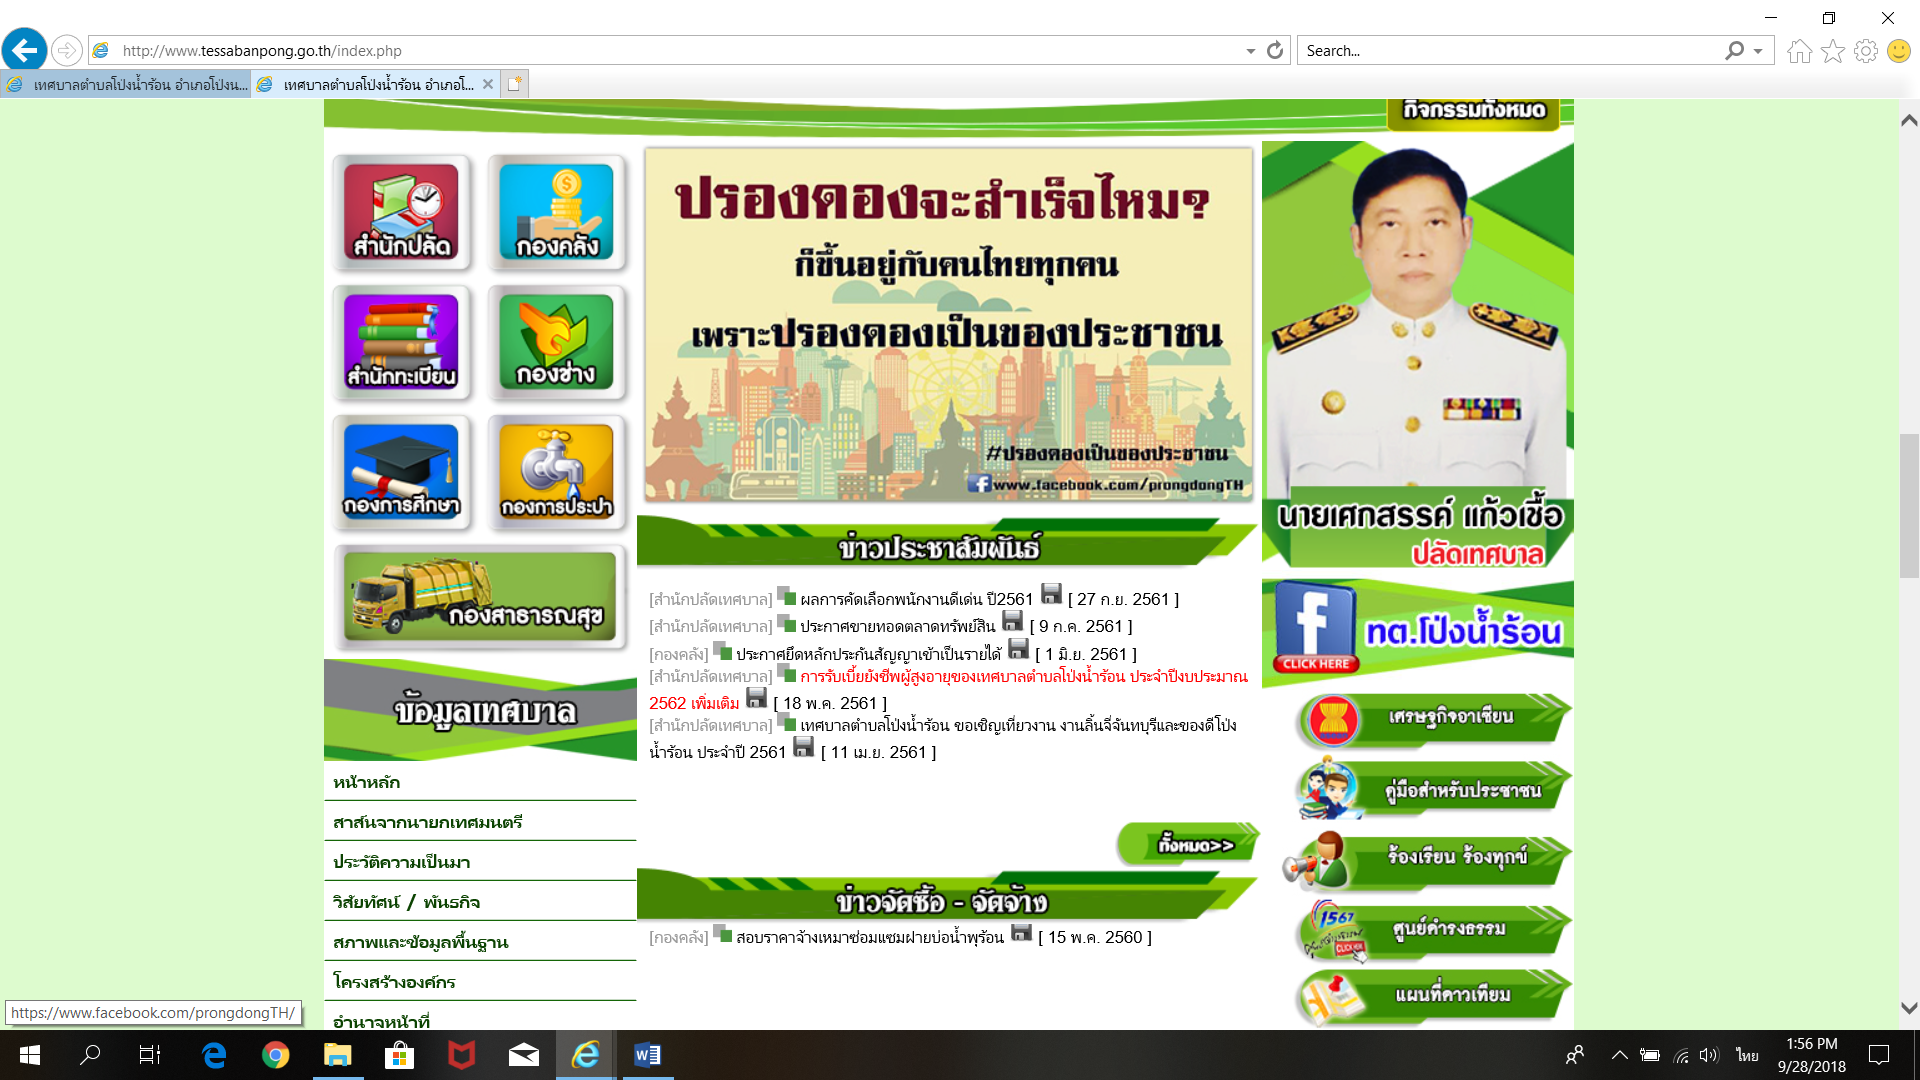 http://www.tessabanpong.go.th/index.php
Search...
เทศบาลตำบลโป่งน้ำร้อน อำเภอโป่งน...
เทศบาลตำบลโป่งน้ำร้อน อำเภอโ...
กิจกรรมทั้งหมด
สำนักปลัด
กองคลัง
สำนักทะเบียน
กองช่าง
กองการศึกษา
กองการประปา
กองสาธารณสุข
ข้อมูลเทศบาล
หน้าหลัก
สาส์นจากนายกเทศมนตรี
ประวัติความเป็นมา
วิสัยทัศน์ / พันธกิจ
สภาพและข้อมูลพื้นฐาน
โครงสร้างองค์กร
อำนาจหน้าที่
ปรองดองจะสำเร็จไหม?
ก็ขึ้นอยู่กับคนไทยทุกคน
เพราะปรองดองเป็นของประชาชน
#ปรองดองเป็นของประชาชน
www.facebook.com/prongdongTH
ข่าวประชาสัมพันธ์
[สำนักปลัดเทศบาล] ผลการคัดเลือกพนักงานดีเด่น ปี2561 [ 27 ก.ย. 2561 ]
[สำนักปลัดเทศบาล] ประกาศขายทอดตลาดทรัพย์สิน [ 9 ก.ค. 2561 ]
[กองคลัง] ประกาศยึดหลักประกันสัญญาเข้าเป็นรายได้ [ 1 มิ.ย. 2561 ]
[สำนักปลัดเทศบาล] การรับเบี้ยยังชีพผู้สูงอายุของเทศบาลตำบลโป่งน้ำร้อน ประจำปีงบประมาณ
2562 เพิ่มเติม [ 18 พ.ค. 2561 ]
[สำนักปลัดเทศบาล] เทศบาลตำบลโป่งน้ำร้อน ขอเชิญเที่ยวงาน งานลิ้นจี่จันทบุรีและของดีโป่ง
น้ำร้อน ประจำปี 2561 [ 11 เม.ย. 2561 ]
ทั้งหมด>>
ข่าวจัดซื้อ - จัดจ้าง
[กองคลัง] สอบราคาจ้างเหมาซ่อมแซมฝายบ่อน้ำพุร้อน [ 15 พ.ค. 2560 ]
นายเศกสรรค์ แก้วเชื้อ
ปลัดเทศบาล
CLICK HERE
ทต.โป่งน้ำร้อน
เศรษฐกิจอาเซียน
คู่มือสำหรับประชาชน
ร้องเรียน ร้องทุกข์
1567
CLICK HERE
ศูนย์ดำรงธรรม
แผนที่ดาวเทียม
https://www.facebook.com/prongdongTH/
ไทย
1:56 PM
9/28/2018